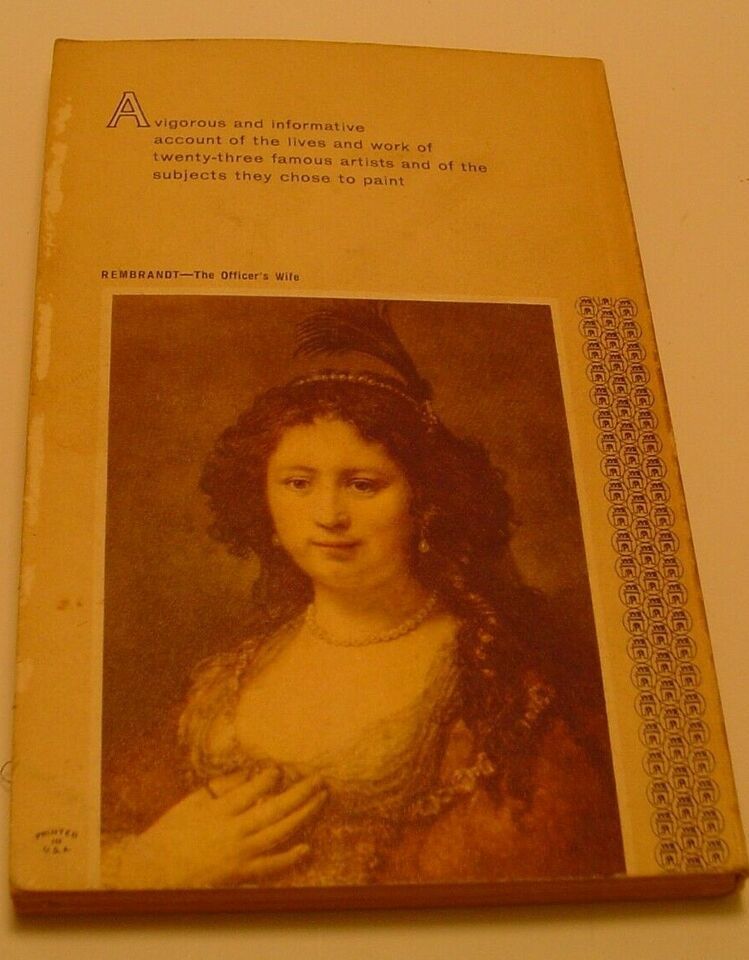 A vigorous and informative
account of the lives and work of
twenty-three famous artists and of the
subjects they chose to paint
REMBRANDT—The Officer's Wife
PRINTED
IN
U.S.A.